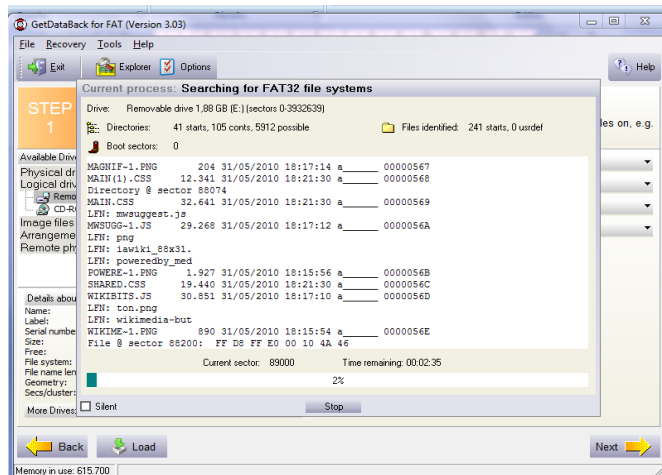 GetDataBack for FAT (Version 3.03)
File Recovery Tools Help
Exit Explorer Options Help
Current process: Searching for FAT32 file systems
STEP 1
Drive: Removable drive 1,88 GB (E:) (sectors 0-3932639)
Directories: 41 starts, 105 conts, 5912 possible Files identified: 241 starts, 0 usrdef
les on, e.g.
Boot sectors: 0
Available Driv
Physical dr
Logical driv
Remo
CD-R
Image files
Arrangeme
Remote ph
MAGNIF~1.PNG 204 31/05/2010 18:17:14 a______ 00000567
MAIN(1).CSS 12.341 31/05/2010 18:21:30 a______ 00000568
Directory @ sector 88074
MAIN.CSS 32.641 31/05/2010 18:21:30 a______ 00000569
LFN: mwsuggest.js
MWSUGG~1.JS 29.268 31/05/2010 18:17:12 a______ 0000056A
LFN: png
LFN: iawiki_88x31.
LFN: poweredby_med
POWERE~1.PNG 1.927 31/05/2010 18:15:56 a______ 0000056B
SHARED.CSS 19.440 31/05/2010 18:21:30 a______ 0000056C
WIKIBITS.JS 30.851 31/05/2010 18:17:10 a______ 0000056D
LFN: ton.png
LFN: wikimedia-but
WIKIME~1.PNG 890 31/05/2010 18:15:54 a______ 0000056E
File @ sector 88200: FF D8 FF E0 00 10 4A 46
Details abou
Name:
Label:
Serial numbe
Size:
Free:
File system:
File name len
Geometry:
Secs/cluster:
More Drives:
Current sector: 89000 Time remaining: 00:02:35
2%
Silent Stop
Back Load Next
Memory in use: 615.700